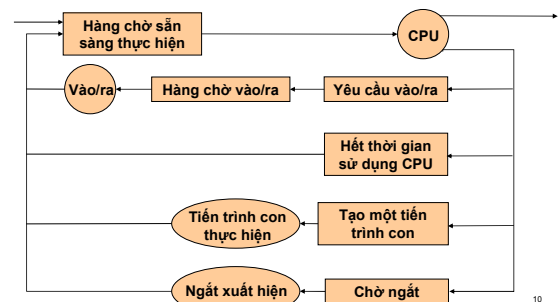 Hàng chờ sẵn
sàng thực hiện
CPU
Vào/ra
Hàng chờ vào/ra
Yêu cầu vào/ra
Hết thời gian
sử dụng CPU
Tiến trình con
thực hiện
Tạo một tiến
trình con
Ngắt xuất hiện
Chờ ngắt
10